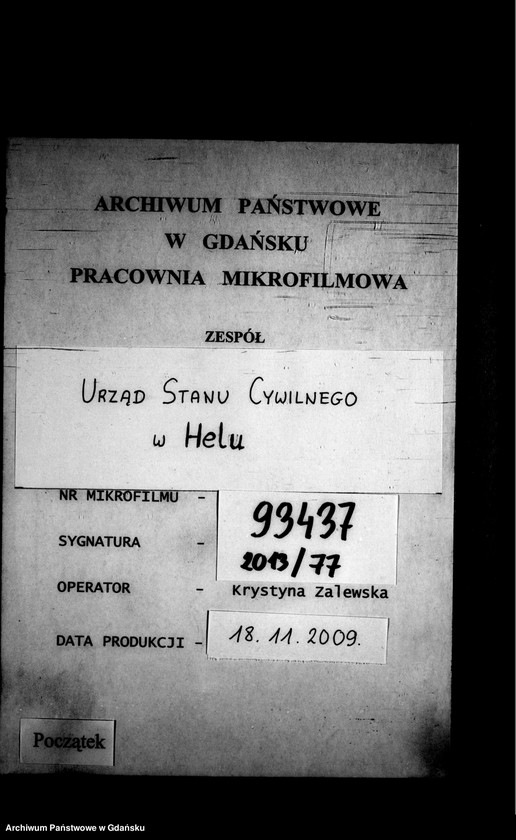 ARCHIWUM PAŃSTWOWE
W GDAŃSKU
PRACOWNIA MIKROFILMOWA
ZESPÓŁ
URZĄD STANU CYWILNEGO
w Helu
NR MIKROFILMU - 93437
SYGNATURA - 2013/77
OPERATOR - Krystyna Zalewska
DATA PRODUKCJI - 18.11.2009.
Początek
Archiwum Państwowe w Gdańsku